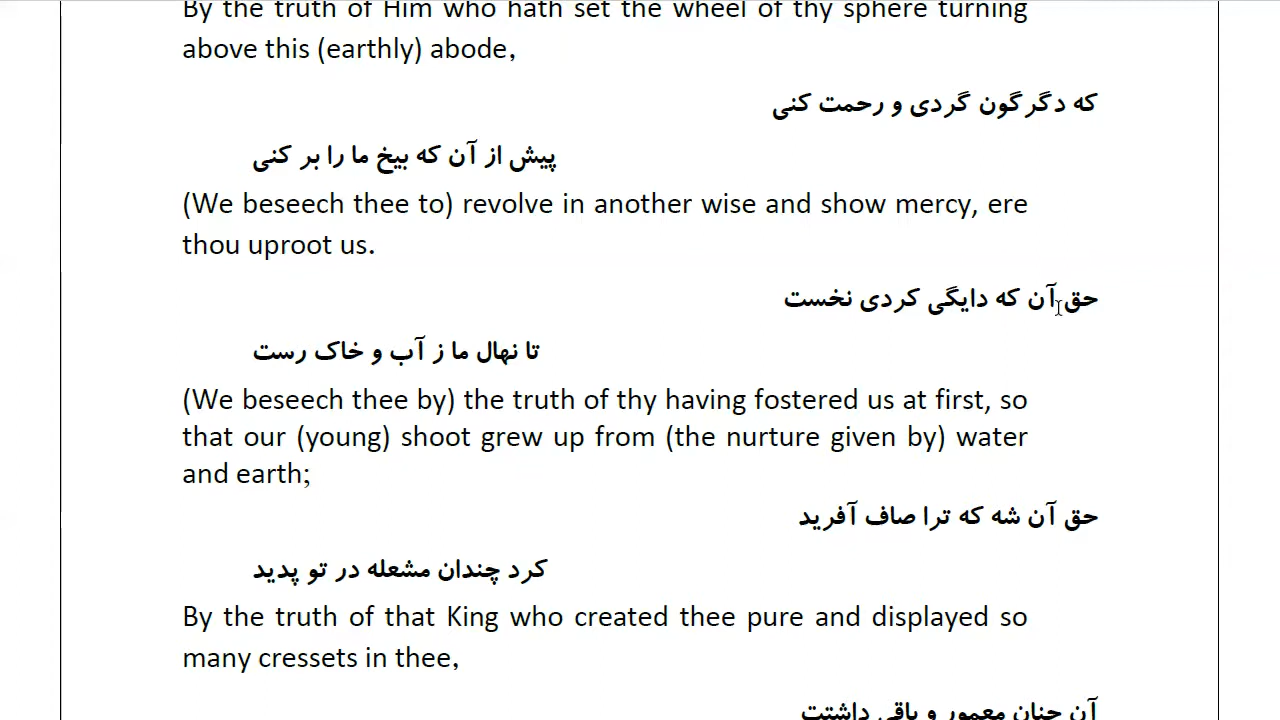 By the truth of Him who hath set the wheel of thy sphere turning
above this (earthly) abode,
که دگرگون گردی و رحمت کنی
پیش از آن که بیخ ما را بر کنی
(We beseech thee to) revolve in another wise and show mercy, ere
thou uproot us.
حق آن که دایگی کردی نخست
تا نهال ما ز آب و خاک رست
(We beseech thee by) the truth of thy having fostered us at first, so
that our (young) shoot grew up from (the nurture given by) water
and earth;
حق آن شه که ترا صاف آفرید
کرد چندان مشعله در تو پدید
By the truth of that King who created thee pure and displayed so
many cressets in thee,
آن چنان معمور و باقی داشتت